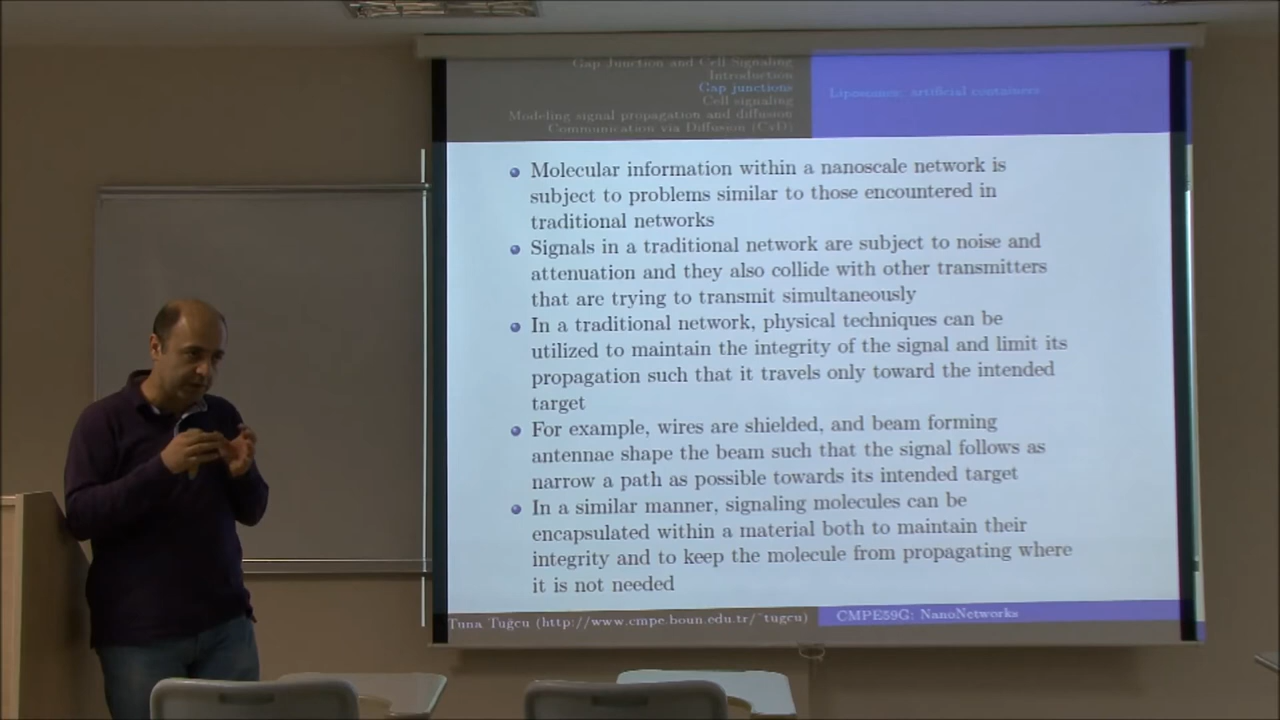 Gap Junction and Cell Signaling
Introduction
Gap junctions
Cell signaling
Modeling signal propagation and diffusion
Communication via Diffusion (CvD)
Liposomes: artificial containers
Molecular information within a nanoscale network is
subject to problems similar to those encountered in
traditional networks
Signals in a traditional network are subject to noise and
attenuation and they also collide with other transmitters
that are trying to transmit simultaneously
In a traditional network, physical techniques can be
utilized to maintain the integrity of the signal and limit its
propagation such that it travels only toward the intended
target
For example, wires are shielded, and beam forming
antennae shape the beam such that the signal follows as
narrow a path as possible towards its intended target
In a similar manner, signaling molecules can be
encapsulated within a material both to maintain their
integrity and to keep the molecule from propagating where
it is not needed
Tuna Tuğcu (http://www.cmpe.boun.edu.tr/~tugcu)
CMPE59G: NanoNetworks